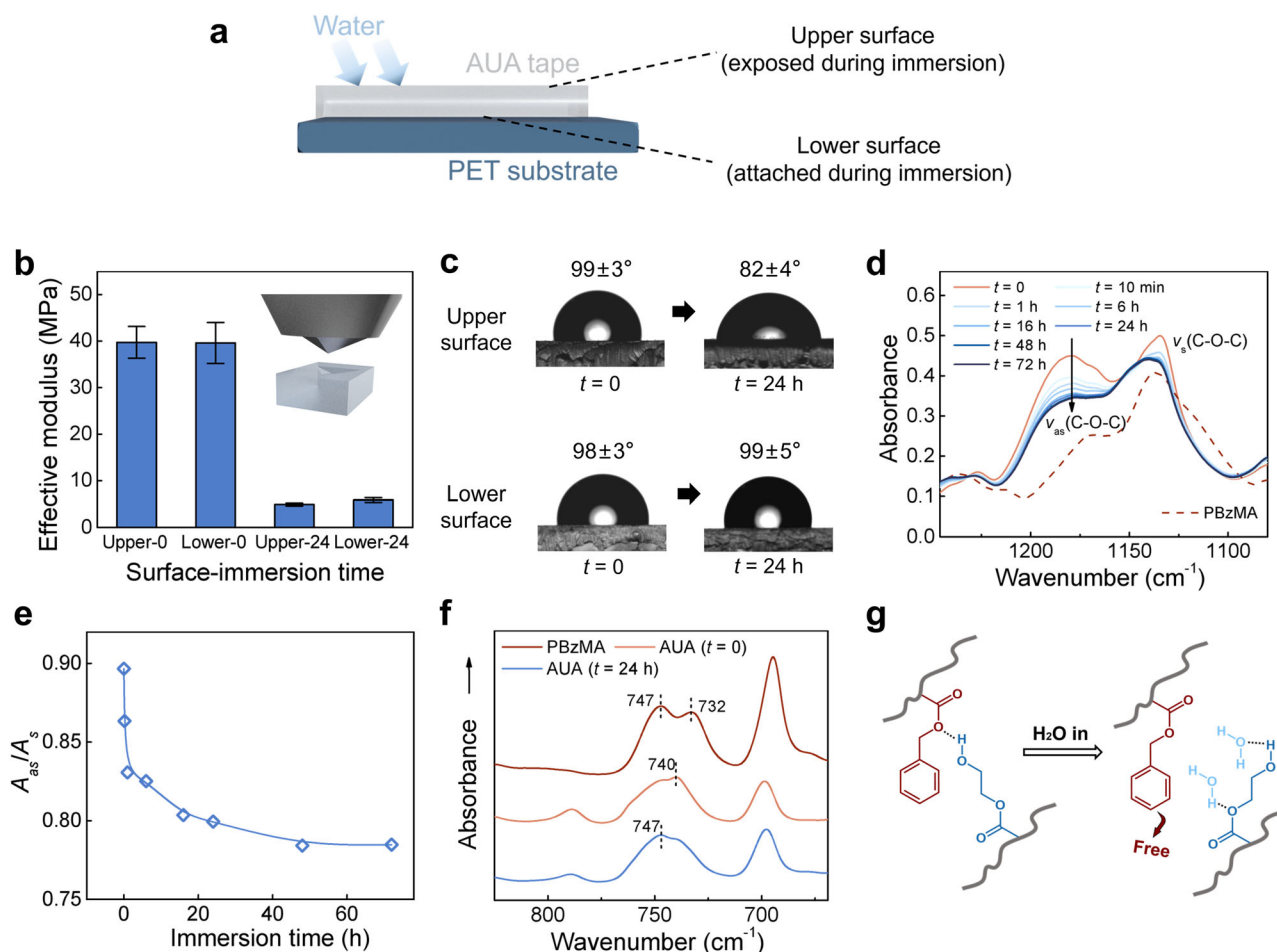 a
Water
AUA tape
Upper surface
(exposed during immersion)
Lower surface
(attached during immersion)
PET substrate
b
Effective modulus (MPa)
50
40
30
20
10
0
Upper-0 Lower-0 Upper-24 Lower-24
Surface-immersion time
c
99±3° 82±4°
Upper
surface
t = 0 t = 24 h
98±3° 99±5°
Lower
surface
t = 0 t = 24 h
d
Absorbance
0.6
0.5
0.4
0.3
0.2
0.1
0.0
t = 0 t = 10 min
t = 1 h t = 6 h
t = 16 h t = 24 h
t = 48 h
t = 72 h
νs(C-O-C)
νas(C-O-C)
PBzMA
1200 1150 1100
Wavenumber (cm⁻¹)
e
Aas/As
0.90
0.85
0.80
0.75
0 20 40 60
Immersion time (h)
f
Absorbance
PBzMA AUA (t = 0)
AUA (t = 24 h)
747 732
740
747
800 750 700
Wavenumber (cm⁻¹)
g
O
O
H
O
O
O
H₂O in
O
O
Free
H
O
H
H
O
H
O
H
O
O